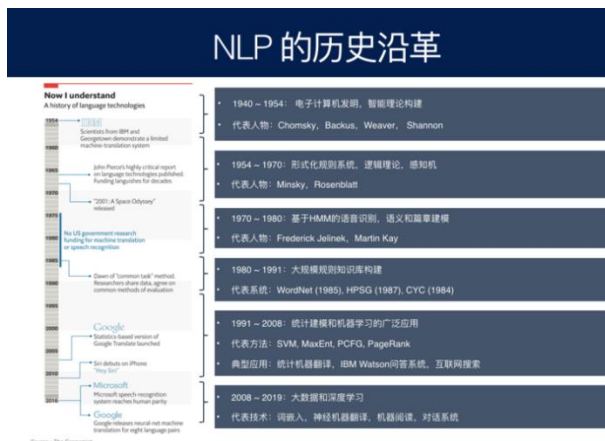 NLP 的历史沿革
Now I understand
A history of language technologies
1954
Scientists from IBM and
Georgetown demonstrate a limited
machine-translation system
1960
John Pierce's highly critical report
on language technologies published.
Funding languishes for decades
1965
1970
"2001: A Space Odyssey"
released
1975
No US government research
funding for machine translation
or speech recognition
1980
1985
Dawn of "common task" method.
Researchers share data, agree on
common methods of evaluation
1990
1995
Google
Statistics-based version of
Google Translate launched
2000
2005
Siri debuts on iPhone
"Hey Siri"
2010
Microsoft
Microsoft speech-recognition
system reaches human parity
2016
Google
Google releases neural-net machine
translation for eight language pairs
• 1940 ~ 1954: 电子计算机发明，智能理论构建
• 代表人物：Chomsky，Backus，Weaver， Shannon
• 1954 ~ 1970: 形式化规则系统，逻辑理论，感知机
• 代表人物：Minsky，Rosenblatt
• 1970 ~ 1980：基于HMM的语音识别，语义和篇章建模
• 代表人物：Frederick Jelinek，Martin Kay
• 1980 ~ 1991：大规模规则知识库构建
• 代表系统：WordNet (1985), HPSG (1987), CYC (1984)
• 1991 ~ 2008：统计建模和机器学习的广泛应用
• 代表方法：SVM，MaxEnt，PCFG，PageRank
• 典型应用：统计机器翻译，IBM Watson问答系统，互联网搜索
• 2008 ~ 2019：大数据和深度学习
• 代表技术：词嵌入，神经机器翻译，机器阅读，对话系统